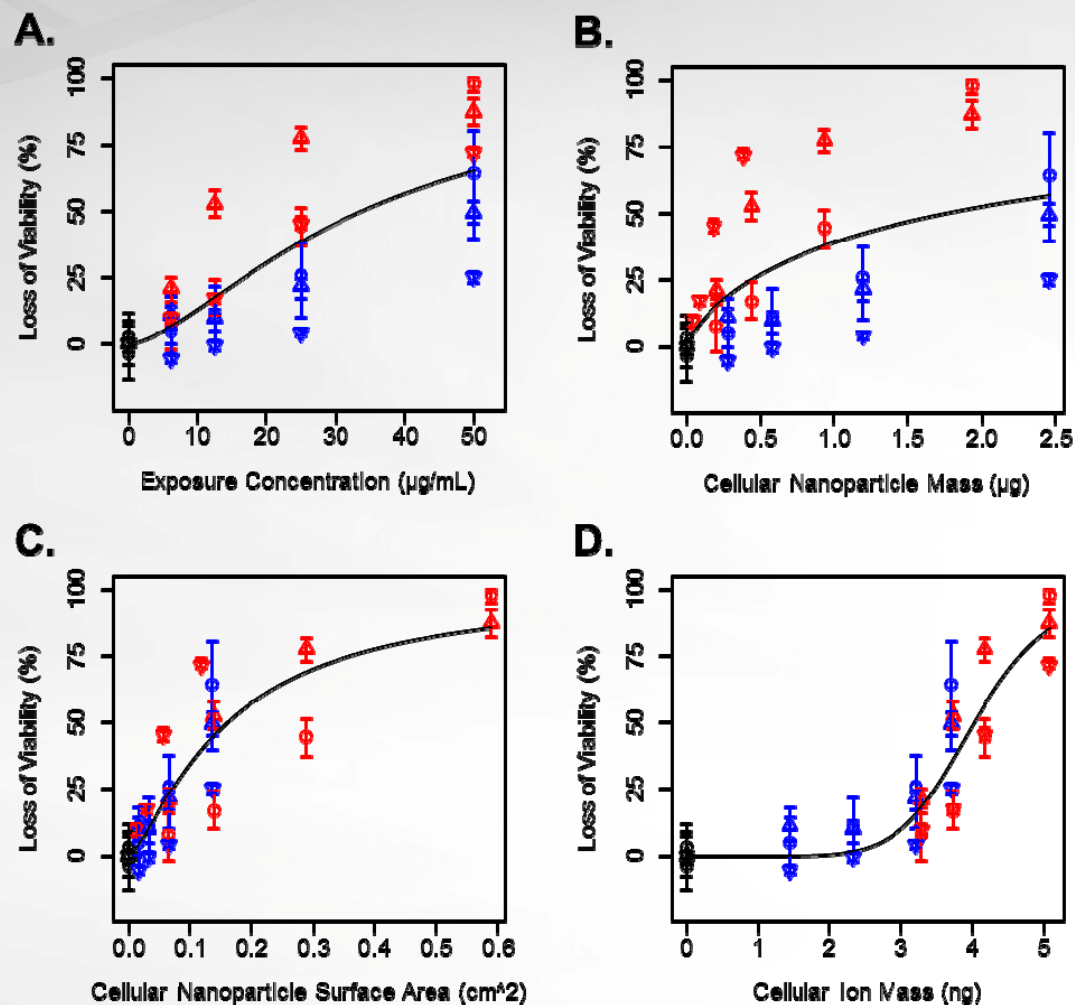 A.
100
75
50
25
0
Loss of Viability (%)
0 10 20 30 40 50
Exposure Concentration (µg/mL)
B.
100
75
50
25
0
Loss of Viability (%)
0.0 0.5 1.0 1.5 2.0 2.5
Cellular Nanoparticle Mass (µg)
C.
100
75
50
25
0
Loss of Viability (%)
0.0 0.1 0.2 0.3 0.4 0.5 0.6
Cellular Nanoparticle Surface Area (cm^2)
D.
100
75
50
25
0
Loss of Viability (%)
0 1 2 3 4 5
Cellular Ion Mass (ng)